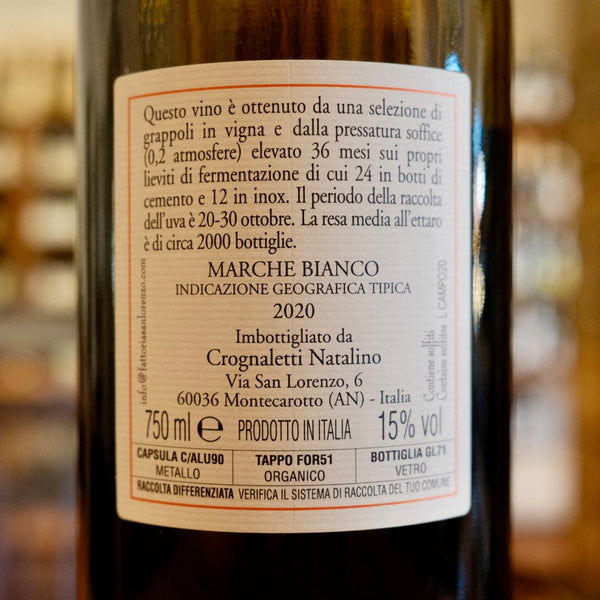 Questo vino è ottenuto da una selezione di
grappoli in vigna e dalla pressatura soffice
(0,2 atmosfere) elevato 36 mesi sui propri
lieviti di fermentazione di cui 24 in botti di
cemento e 12 in inox. Il periodo della raccolta
dell'uva è 20-30 ottobre. La resa media all'ettaro
è di circa 2000 bottiglie.
MARCHE BIANCO
INDICAZIONE GEOGRAFICA TIPICA
2020
Imbottigliato da
Crognaletti Natalino
Via San Lorenzo, 6
60036 Montecarotto (AN) - Italia
info@fattoriasanlorenzo.com
Contiene solfiti
Contains sulfites L. CAMPO20
750 ml e PRODOTTO IN ITALIA 15% vol
CAPSULA C/ALU90 TAPPO FOR51 BOTTIGLIA GL71
METALLO ORGANICO VETRO
RACCOLTA DIFFERENZIATA VERIFICA IL SISTEMA DI RACCOLTA DEL TUO COMUNE